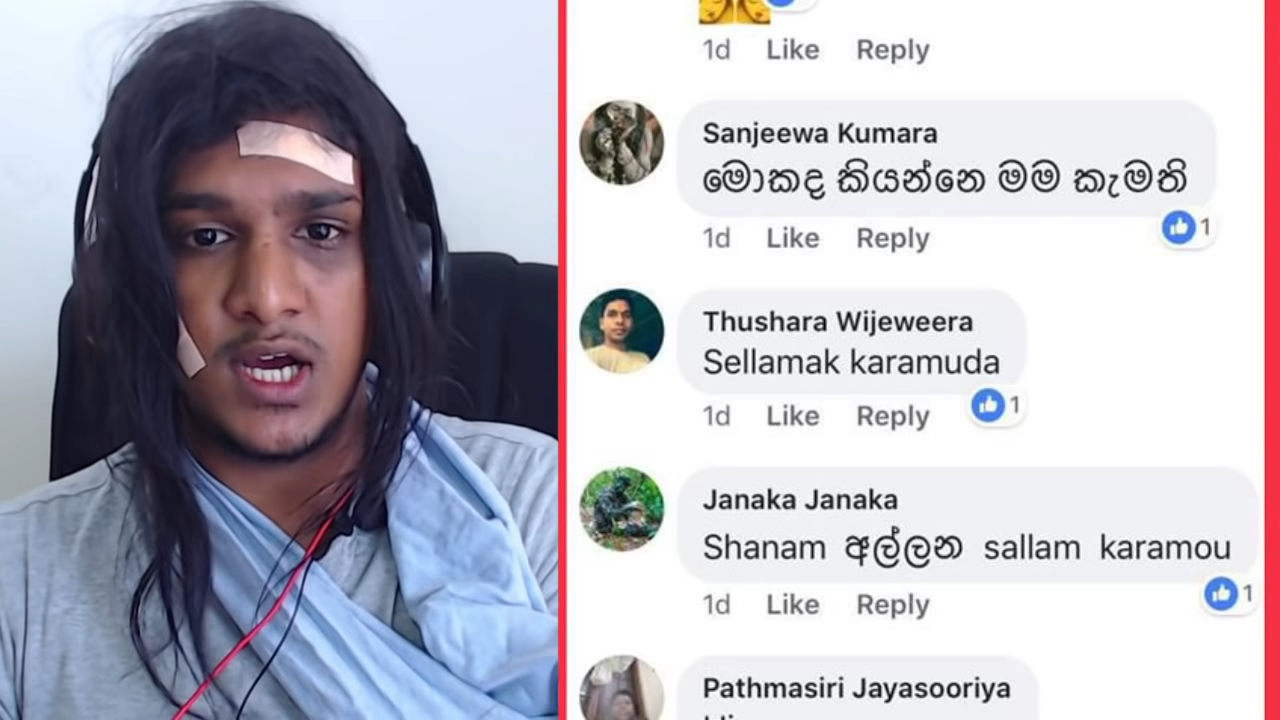 1d Like Reply
Sanjeewa Kumara
මොකද කියන්නෙ මම කැමති
1d Like Reply 1
Thushara Wijeweera
Sellamak karamuda
1d Like Reply 1
Janaka Janaka
Shanam අල්ලන sallam karamou
1d Like Reply 1
Pathmasiri Jayasooriya